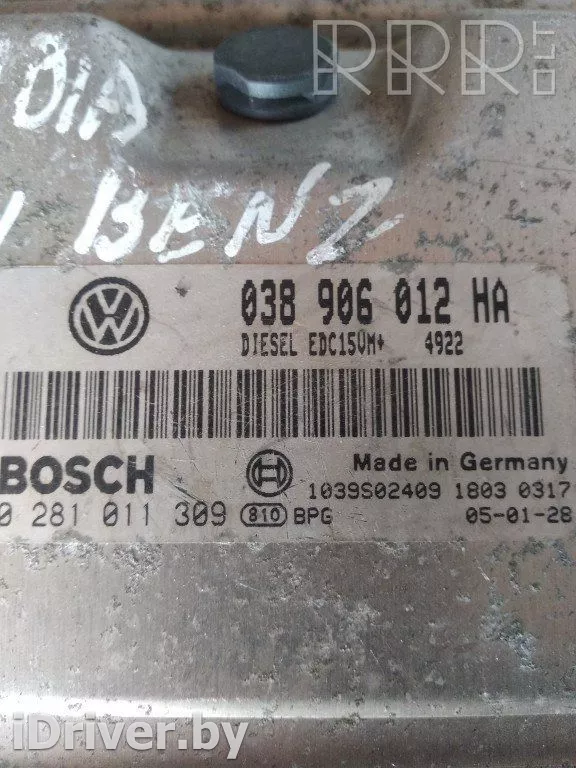 RRR.LT
BENZ
038 906 012 HA
DIESEL EDC15VM+ 4922
BOSCH
Made in Germany
1039S02409 1803 0317
0 281 011 309 810 BPG 05-01-28
iDriver.by